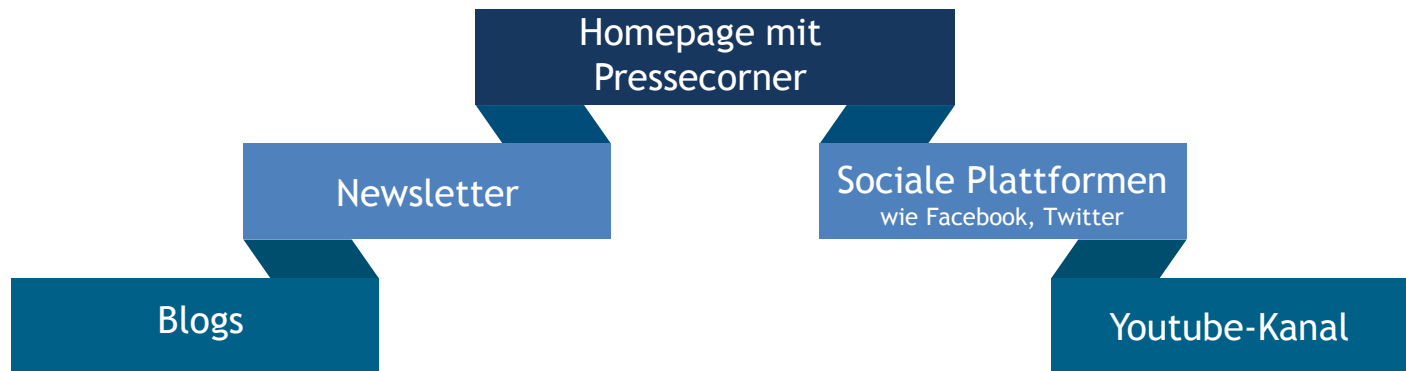 Homepage mit
Pressecorner
Newsletter
Sociale Plattformen
wie Facebook, Twitter
Blogs
Youtube-Kanal